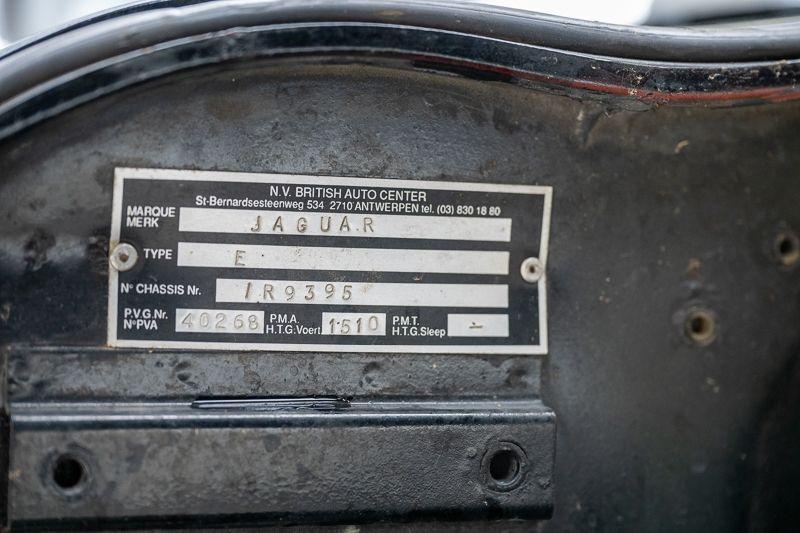 N.V. BRITISH AUTO CENTER
St-Bernardsesteenweg 534 2710 ANTWERPEN tel. (03) 830 18 80
MARQUE MERK JAGUAR
TYPE E
N° CHASSIS Nr. 1R9395
P.V.G.Nr. N°PVA 40268 P.M.A. H.T.G.Voert. 1510 P.M.T. H.T.G.Sleep –